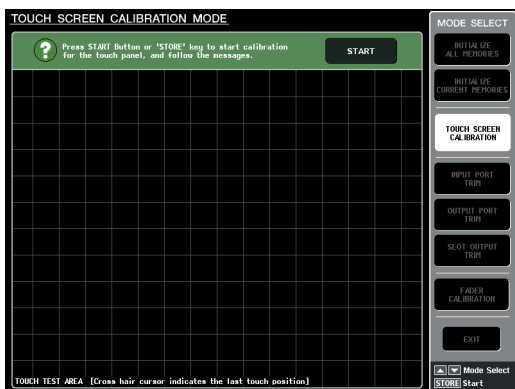 TOUCH SCREEN CALIBRATION MODE
Press START Button or 'STORE' key to start calibration
for the touch panel, and follow the messages.
START
TOUCH TEST AREA [Cross hair cursor indicates the last touch position]
MODE SELECT
INITIALIZE
ALL MEMORIES
INITIALIZE
CURRENT MEMORIES
TOUCH SCREEN
CALIBRATION
INPUT PORT
TRIM
OUTPUT PORT
TRIM
SLOT OUTPUT
TRIM
FADER
CALIBRATION
EXIT
Mode Select
STORE Start